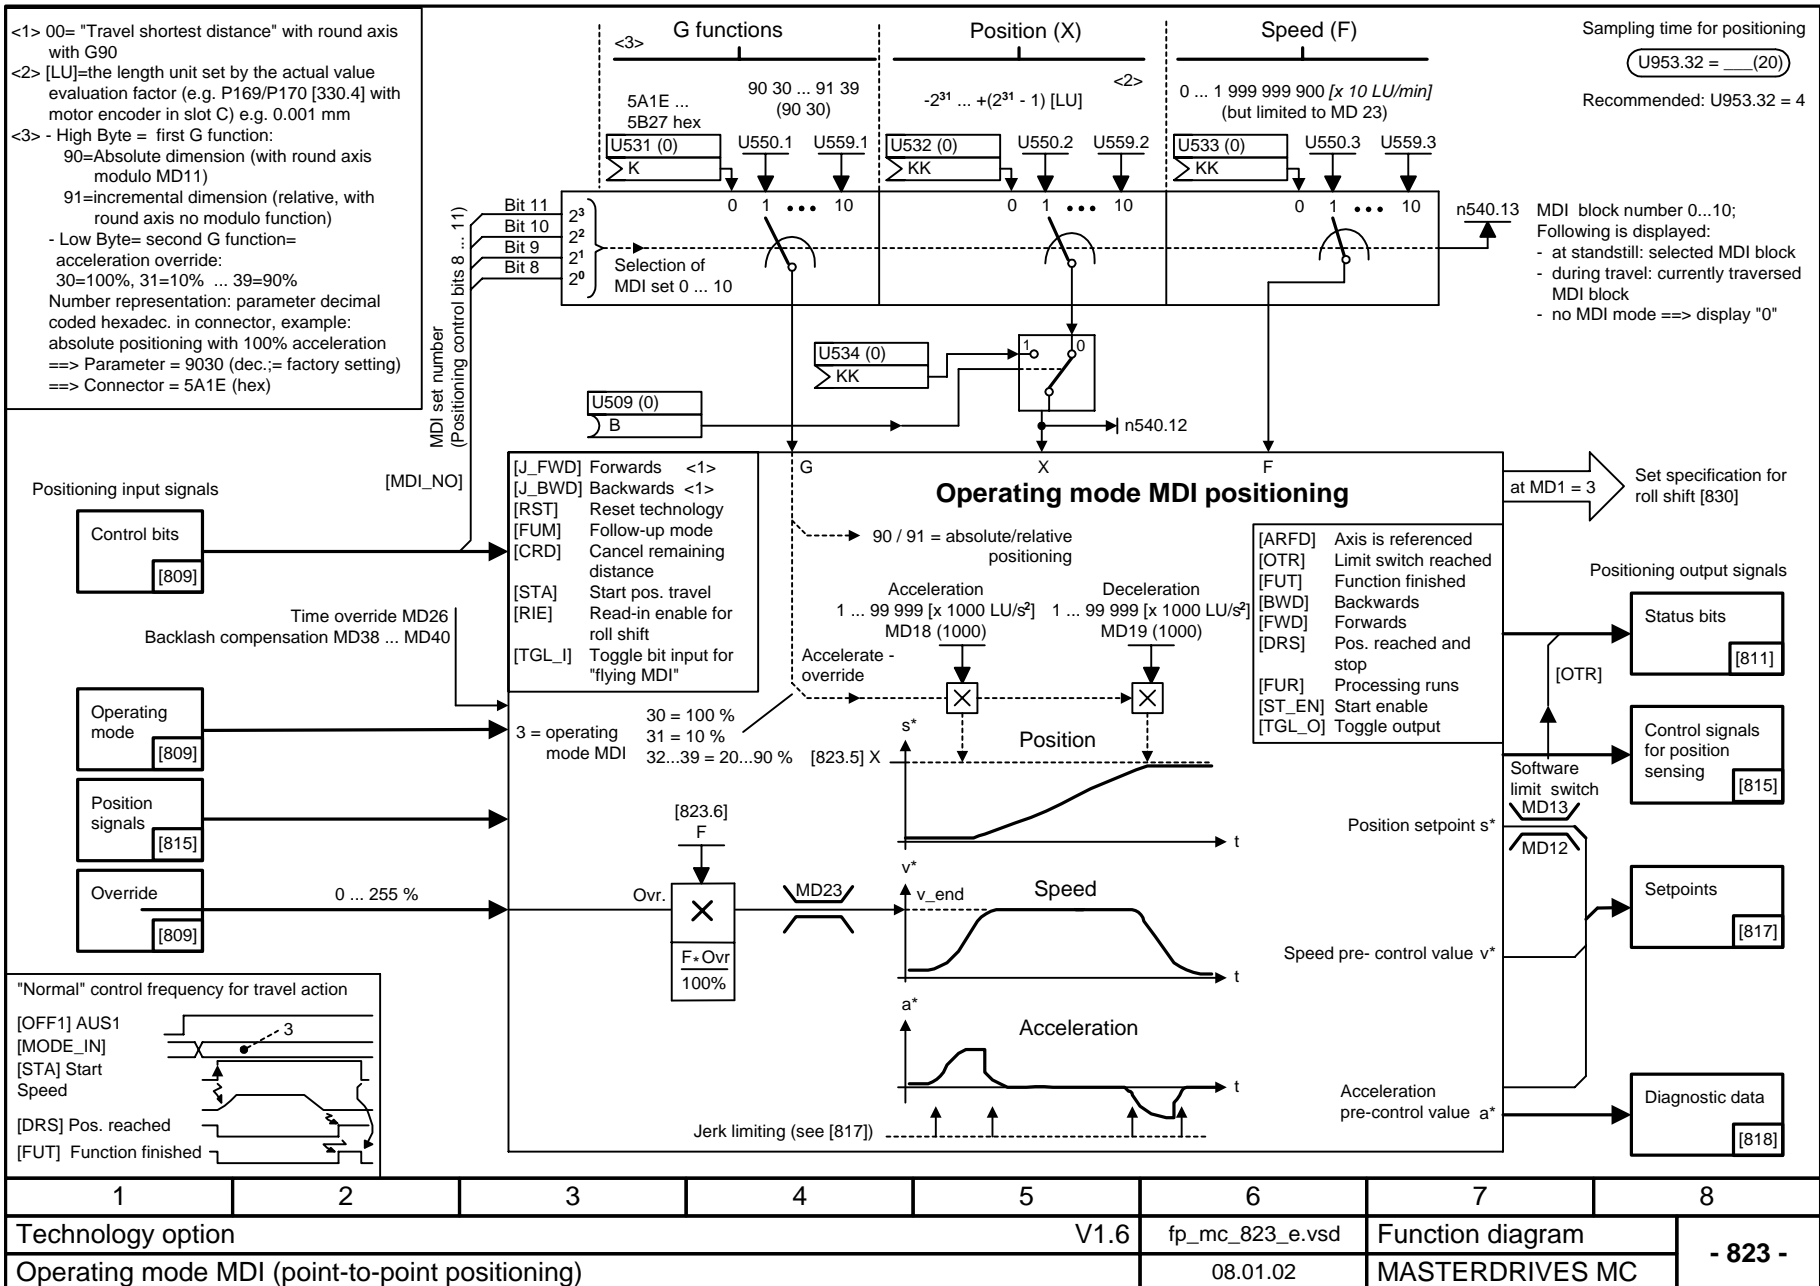 <1> 00= "Travel shortest distance" with round axis
with G90
<2> [LU]=the length unit set by the actual value
evaluation factor (e.g. P169/P170 [330.4] with
motor encoder in slot C) e.g. 0.001 mm
<3> - High Byte = first G function:
90=Absolute dimension (with round axis
modulo MD11)
91=incremental dimension (relative, with
round axis no modulo function)
- Low Byte= second G function=
acceleration override:
30=100%, 31=10% ... 39=90%
Number representation: parameter decimal
coded hexadec. in connector, example:
absolute positioning with 100% acceleration
==> Parameter = 9030 (dec.;= factory setting)
==> Connector = 5A1E (hex)
<3>
G functions
5A1E ...
5B27 hex
90 30 ... 91 39
(90 30)
U531 (0)
K
U550.1
U559.1
0 1 ••• 10
Position (X)
<2>
-2³¹ ... +(2³¹ - 1) [LU]
U532 (0)
KK
U550.2
U559.2
0 1 ••• 10
Speed (F)
0 ... 1 999 999 900 [x 10 LU/min]
(but limited to MD 23)
U533 (0)
KK
U550.3
U559.3
0 1 ••• 10
Sampling time for positioning
U953.32 = ___(20)
Recommended: U953.32 = 4
n540.13
MDI block number 0...10;
Following is displayed:
- at standstill: selected MDI block
- during travel: currently traversed
MDI block
- no MDI mode ==> display "0"
Bit 11
Bit 10
Bit 9
Bit 8
2³
2²
2¹
2⁰
Selection of
MDI set 0 ... 10
MDI set number
(Positioning control bits 8 ... 11)
U534 (0)
KK
1
0
U509 (0)
B
n540.12
Positioning input signals
[MDI_NO]
Control bits
[809]
Time override MD26
Backlash compensation MD38 ... MD40
Operating
mode
[809]
Position
signals
[815]
Override
[809]
0 ... 255 %
[J_FWD] Forwards <1>
[J_BWD] Backwards <1>
[RST] Reset technology
[FUM] Follow-up mode
[CRD] Cancel remaining
distance
[STA] Start pos. travel
[RIE] Read-in enable for
roll shift
[TGL_I] Toggle bit input for
"flying MDI"
G
X
F
Operating mode MDI positioning
90 / 91 = absolute/relative
positioning
Acceleration
1 ... 99 999 [x 1000 LU/s²]
MD18 (1000)
Deceleration
1 ... 99 999 [x 1000 LU/s²]
MD19 (1000)
Accelerate -
override
3 = operating
mode MDI
30 = 100 %
31 = 10 %
32...39 = 20...90 %
[823.5] X
s*
Position
t
[823.6]
F
Ovr.
F*Ovr
100%
MD23
v*
v_end
Speed
t
a*
Acceleration
t
Jerk limiting (see [817])
[ARFD] Axis is referenced
[OTR] Limit switch reached
[FUT] Function finished
[BWD] Backwards
[FWD] Forwards
[DRS] Pos. reached and
stop
[FUR] Processing runs
[ST_EN] Start enable
[TGL_O] Toggle output
at MD1 = 3
Set specification for
roll shift [830]
Positioning output signals
Status bits
[811]
[OTR]
Control signals
for position
sensing
[815]
Software
limit switch
MD13
MD12
Position setpoint s*
Setpoints
[817]
Speed pre- control value v*
Acceleration
pre-control value a*
Diagnostic data
[818]
"Normal" control frequency for travel action
[OFF1] AUS1
3
[MODE_IN]
[STA] Start
Speed
[DRS] Pos. reached
[FUT] Function finished
1 2 3 4 5 6 7 8
Technology option V1.6
fp_mc_823_e.vsd
Function diagram
- 823 -
Operating mode MDI (point-to-point positioning)
08.01.02
MASTERDRIVES MC